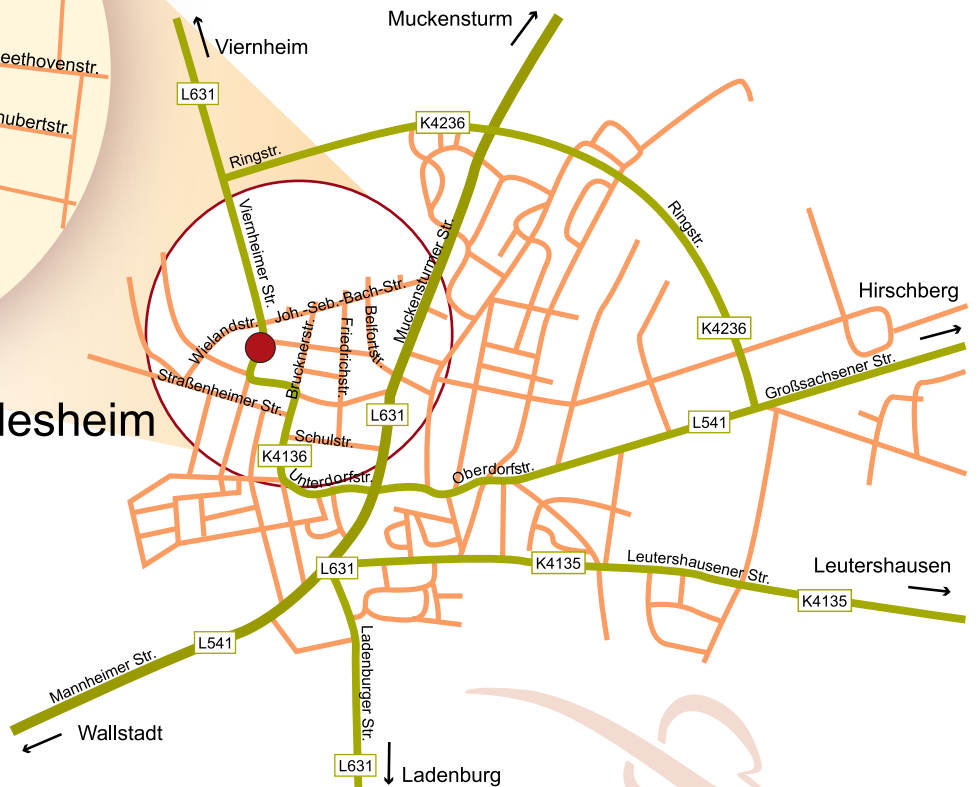 Muckensturm
Viernheim
eethovenstr.
L631
hubertstr.
K4236
Ringstr.
Viernheimer Str.
Ringstr.
Muckensturmer Str.
Joh.-Seb.-Bach-Str.
Hirschberg
Wielandstr.
Brucknerstr.
Friedrichstr.
Belfortstr.
K4236
Großsachsener Str.
Straßenheimer Str.
lesheim
L631
L541
Schulstr.
K4136
Unterdorfstr.
Oberdorfstr.
L631
K4135
Leutershausener Str.
Leutershausen
K4135
L541
Mannheimer Str.
Ladenburger Str.
Wallstadt
L631
Ladenburg